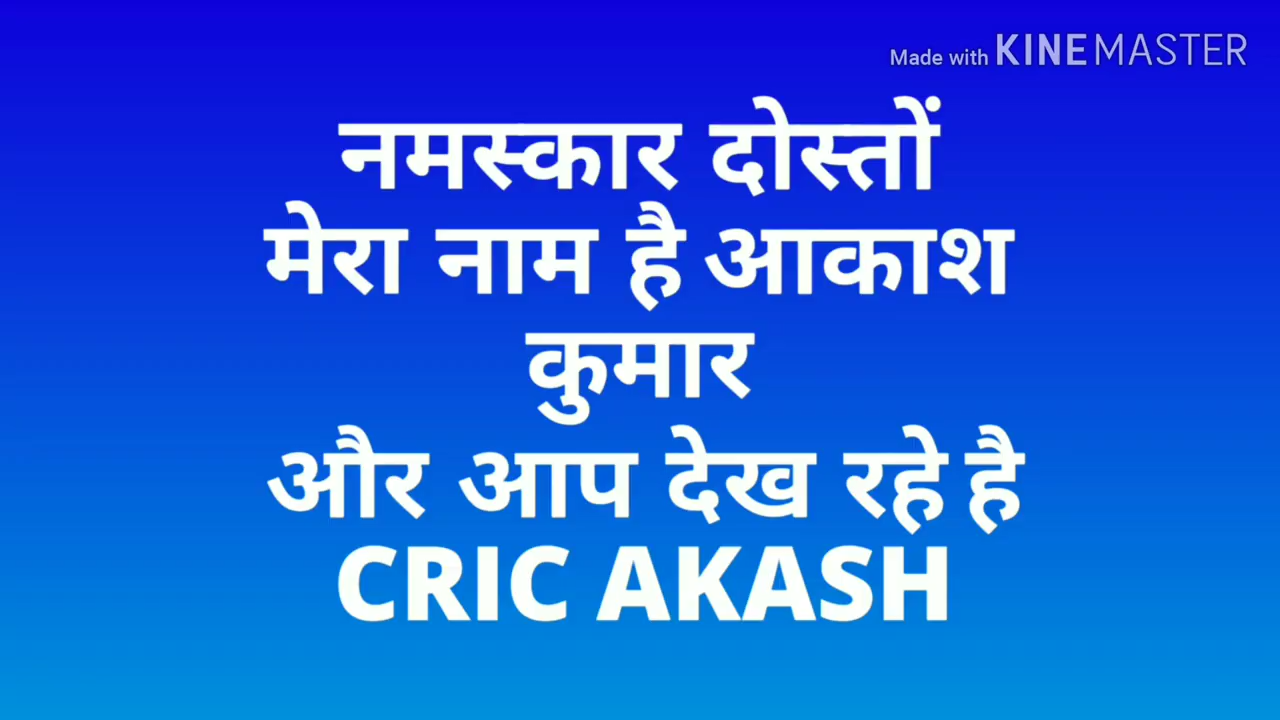 Made with KINEMASTER
नमस्कार दोस्तों
मेरा नाम है आकाश
कुमार
और आप देख रहे है
CRIC AKASH